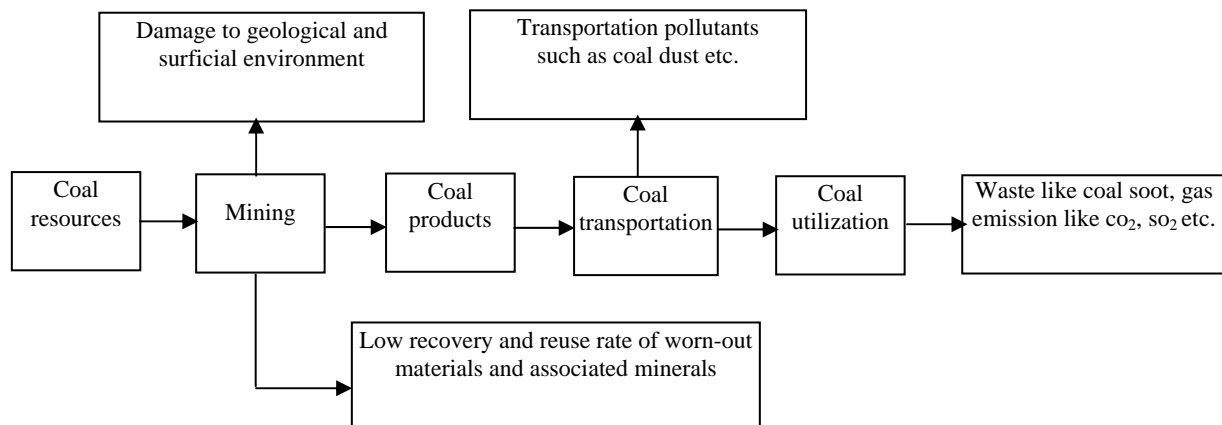 Damage to geological and
surficial environment
Transportation pollutants
such as coal dust etc.
Coal
resources
Mining
Coal
products
Coal
transportation
Coal
utilization
Waste like coal soot, gas
emission like co₂, so₂ etc.
Low recovery and reuse rate of worn-out
materials and associated minerals